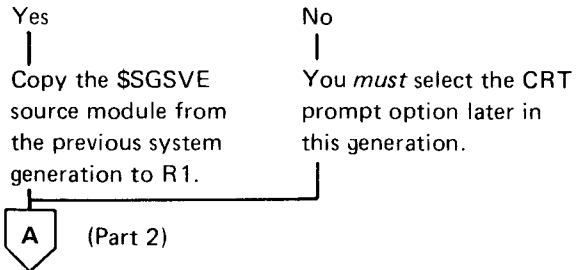 Yes
Copy the $SGSVE
source module from
the previous system
generation to R1.
No
You must select the CRT
prompt option later in
this generation.
A
(Part 2)